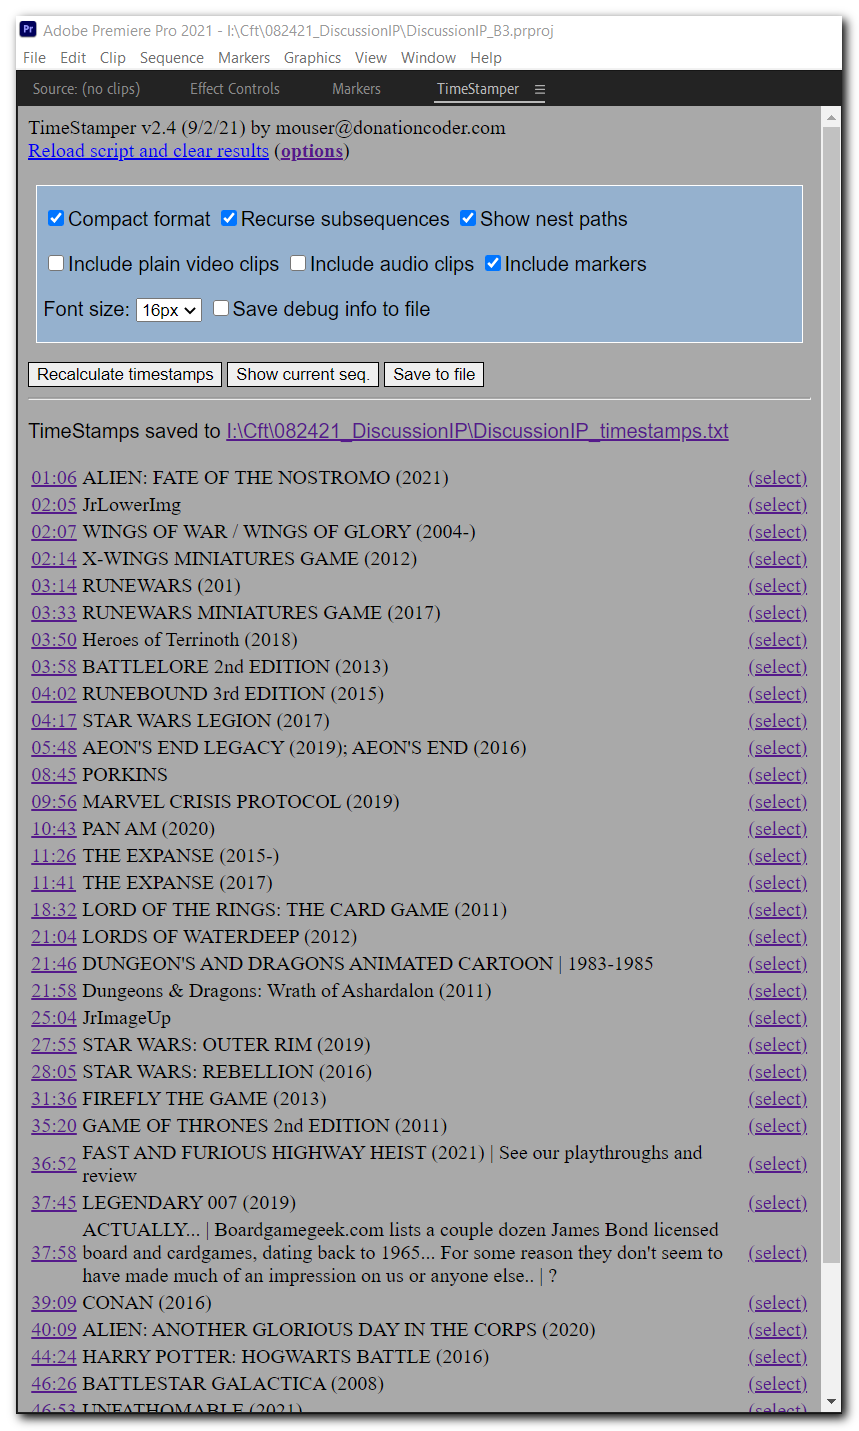 Pr Adobe Premiere Pro 2021 - I:\Cft\082421_DiscussionIP\DiscussionIP_B3.prproj
File Edit Clip Sequence Markers Graphics View Window Help
Source: (no clips) Effect Controls Markers TimeStamper
TimeStamper v2.4 (9/2/21) by mouser@donationcoder.com
Reload script and clear results (options)
Compact format Recurse subsequences Show nest paths
Include plain video clips Include audio clips Include markers
Font size: 16px Save debug info to file
Recalculate timestamps Show current seq. Save to file
TimeStamps saved to I:\Cft\082421_DiscussionIP\DiscussionIP_timestamps.txt
01:06 ALIEN: FATE OF THE NOSTROMO (2021) (select)
02:05 JrLowerImg (select)
02:07 WINGS OF WAR / WINGS OF GLORY (2004-) (select)
02:14 X-WINGS MINIATURES GAME (2012) (select)
03:14 RUNEWARS (201) (select)
03:33 RUNEWARS MINIATURES GAME (2017) (select)
03:50 Heroes of Terrinoth (2018) (select)
03:58 BATTLELORE 2nd EDITION (2013) (select)
04:02 RUNEBOUND 3rd EDITION (2015) (select)
04:17 STAR WARS LEGION (2017) (select)
05:48 AEON'S END LEGACY (2019); AEON'S END (2016) (select)
08:45 PORKINS (select)
09:56 MARVEL CRISIS PROTOCOL (2019) (select)
10:43 PAN AM (2020) (select)
11:26 THE EXPANSE (2015-) (select)
11:41 THE EXPANSE (2017) (select)
18:32 LORD OF THE RINGS: THE CARD GAME (2011) (select)
21:04 LORDS OF WATERDEEP (2012) (select)
21:46 DUNGEON'S AND DRAGONS ANIMATED CARTOON | 1983-1985 (select)
21:58 Dungeons & Dragons: Wrath of Ashardalon (2011) (select)
25:04 JrImageUp (select)
27:55 STAR WARS: OUTER RIM (2019) (select)
28:05 STAR WARS: REBELLION (2016) (select)
31:36 FIREFLY THE GAME (2013) (select)
35:20 GAME OF THRONES 2nd EDITION (2011) (select)
36:52 FAST AND FURIOUS HIGHWAY HEIST (2021) | See our playthroughs and
review (select)
37:45 LEGENDARY 007 (2019) (select)
ACTUALLY... | Boardgamegeek.com lists a couple dozen James Bond licensed
37:58 board and cardgames, dating back to 1965... For some reason they don't seem to (select)
have made much of an impression on us or anyone else.. | ?
39:09 CONAN (2016) (select)
40:09 ALIEN: ANOTHER GLORIOUS DAY IN THE CORPS (2020) (select)
44:24 HARRY POTTER: HOGWARTS BATTLE (2016) (select)
46:26 BATTLESTAR GALACTICA (2008) (select)
46:53 UNFATHOMABLE (2021) (select)